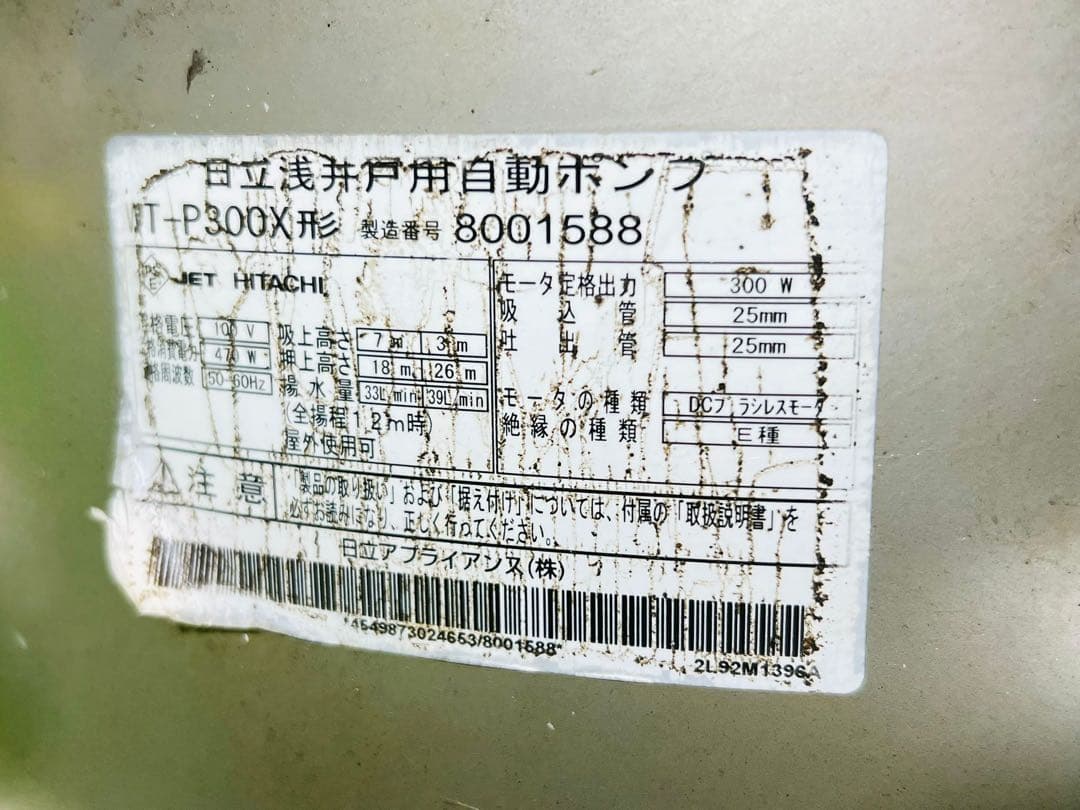 日立浅井戸用自動ポンプ
T-P300X形 製造番号 8001588
PSE JET HITACHI
格電圧 100 V
格消費電力 470 W
格周波数 50-60Hz
吸上高さ 7 m 3 m
押上高さ 18 m 26 m
揚水量 33L/min 39L/min
(全揚程12m時)
屋外使用可
モータ定格出力 300 W
吸込管 25mm
吐出管 25mm
モータの種類 DCブラシレスモータ
絶縁の種類 E種
注意 「製品の取り扱い」および「据え付け」については、付属の「取扱説明書」を
必ずお読みになり、正しく行ってください。
日立アプライアンス(株)
*4549873024653/8001588*
2L92M1396A